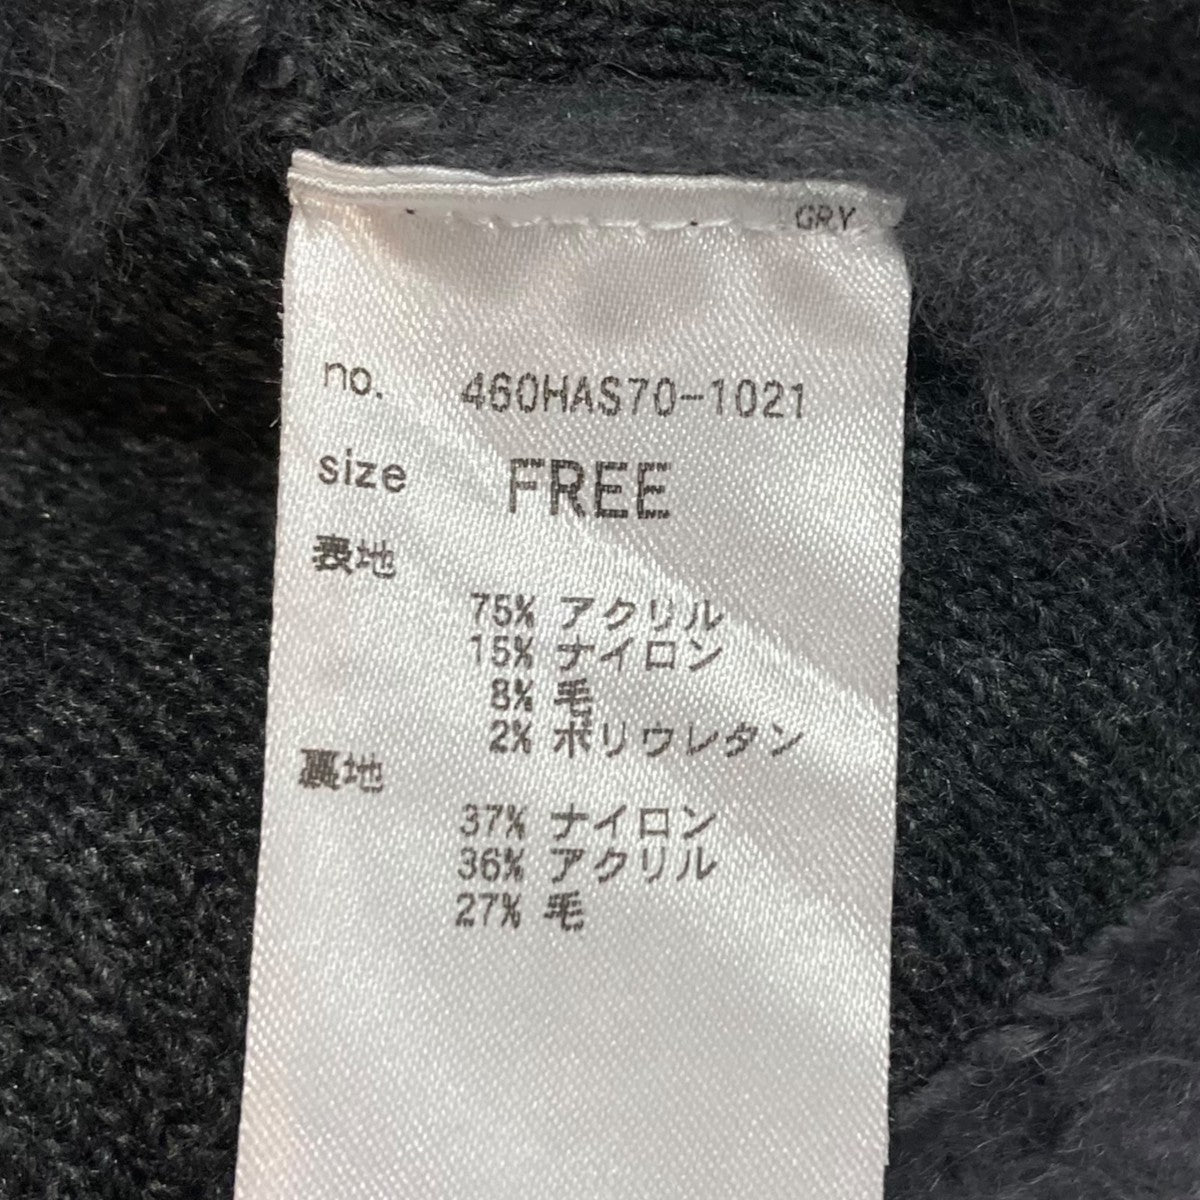 GRY
no. 460HAS70-1021
size FREE
表地
75% アクリル
15% ナイロン
8% 毛
2% ポリウレタン
裏地
37% ナイロン
36% アクリル
27% 毛